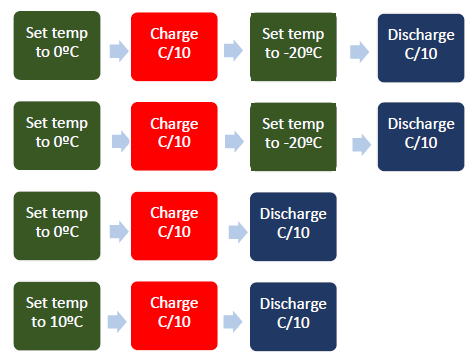 Set temp
to 0ºC
Charge
C/10
Set temp
to -20ºC
Discharge
C/10
Set temp
to 0ºC
Charge
C/10
Set temp
to -20ºC
Discharge
C/10
Set temp
to 0ºC
Charge
C/10
Discharge
C/10
Set temp
to 10ºC
Charge
C/10
Discharge
C/10